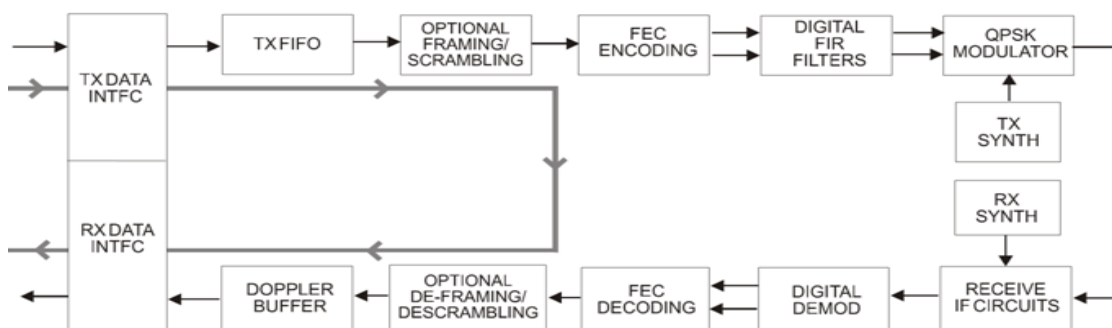 TX DATA
INTFC
TX FIFO
OPTIONAL
FRAMING/
SCRAMBLING
FEC
ENCODING
DIGITAL
FIR
FILTERS
QPSK
MODULATOR
TX
SYNTH
RX
SYNTH
RX DATA
INTFC
DOPPLER
BUFFER
OPTIONAL
DE-FRAMING/
DESCRAMBLING
FEC
DECODING
DIGITAL
DEMOD
RECEIVE
IF CIRCUITS